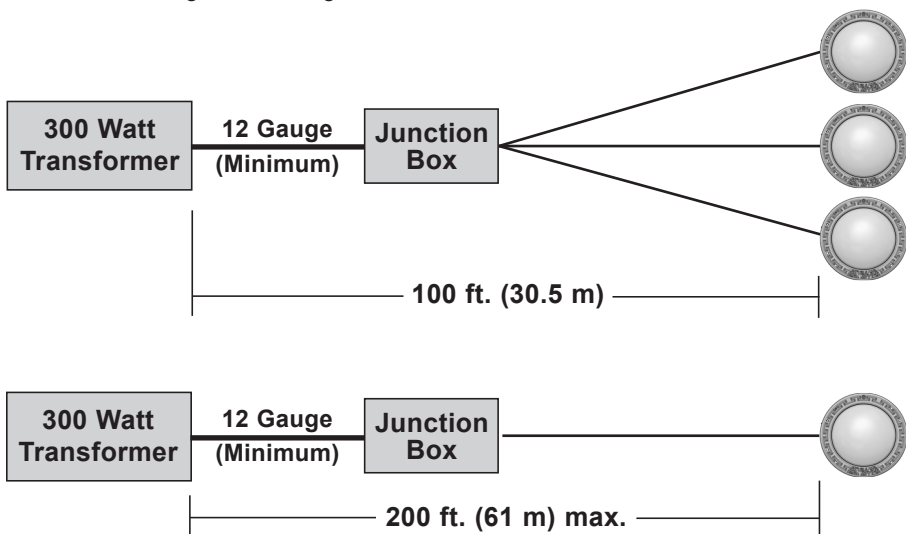 300 Watt
Transformer
12 Gauge
(Minimum)
Junction
Box
100 ft. (30.5 m)
300 Watt
Transformer
12 Gauge
(Minimum)
Junction
Box
200 ft. (61 m) max.